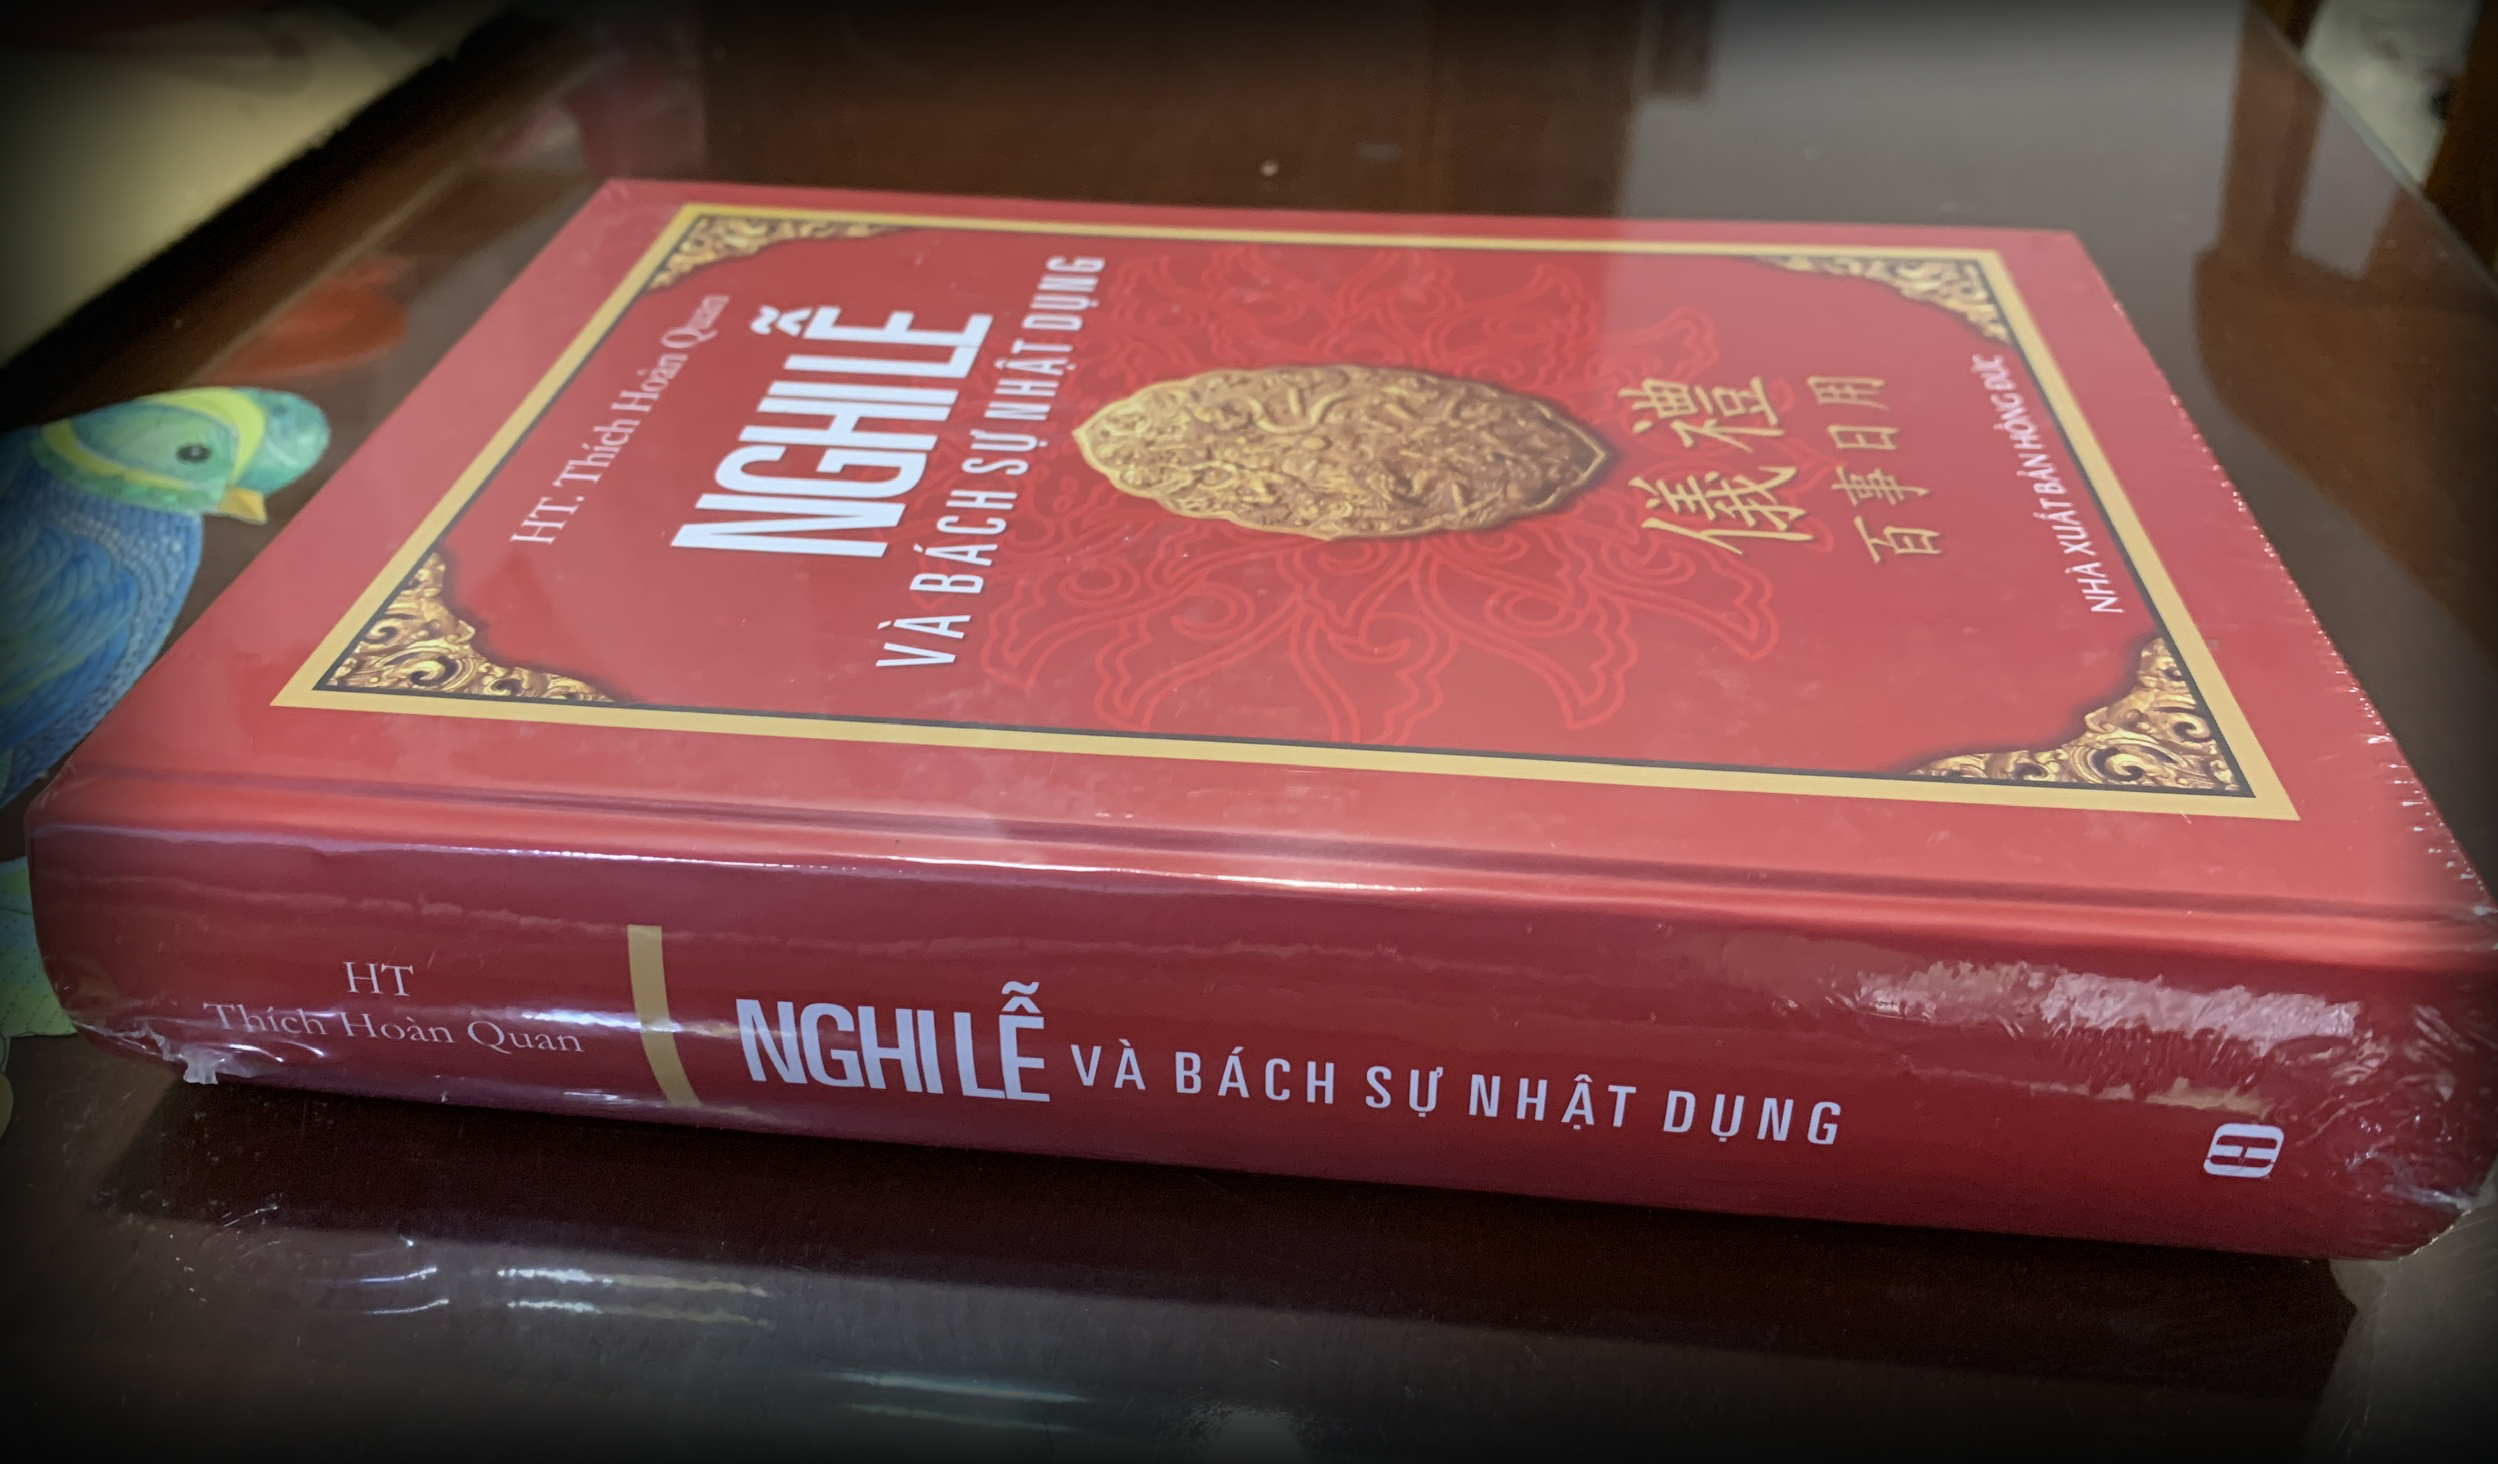 HT. Thích Hoàn Quan
NGHI LỄ
VÀ BÁCH SỰ NHẬT DỤNG
儀禮
百事日用
NHÀ XUẤT BẢN HỒNG ĐỨC
HT
Thích Hoàn Quan
NGHI LỄ VÀ BÁCH SỰ NHẬT DỤNG